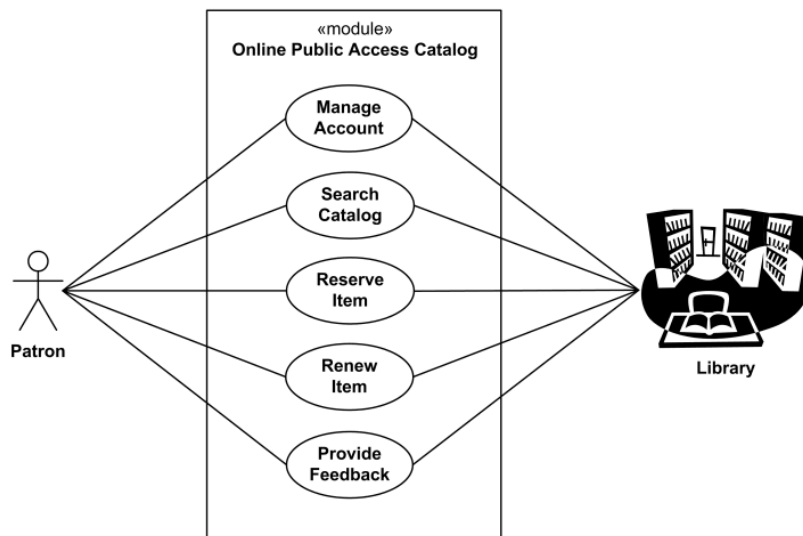 «module»
Online Public Access Catalog
Manage
Account
Search
Catalog
Reserve
Item
Patron
Renew
Item
Library
Provide
Feedback